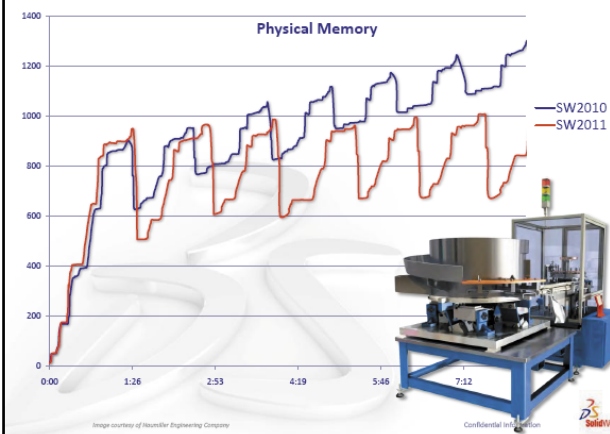 1400
Physical Memory
1200
1000
800
600
400
200
0
SW2010
SW2011
0:00 1:26 2:53 4:19 5:46 7:12
Image courtesy of Haumiller Engineering Company
Confidential Information
SolidW